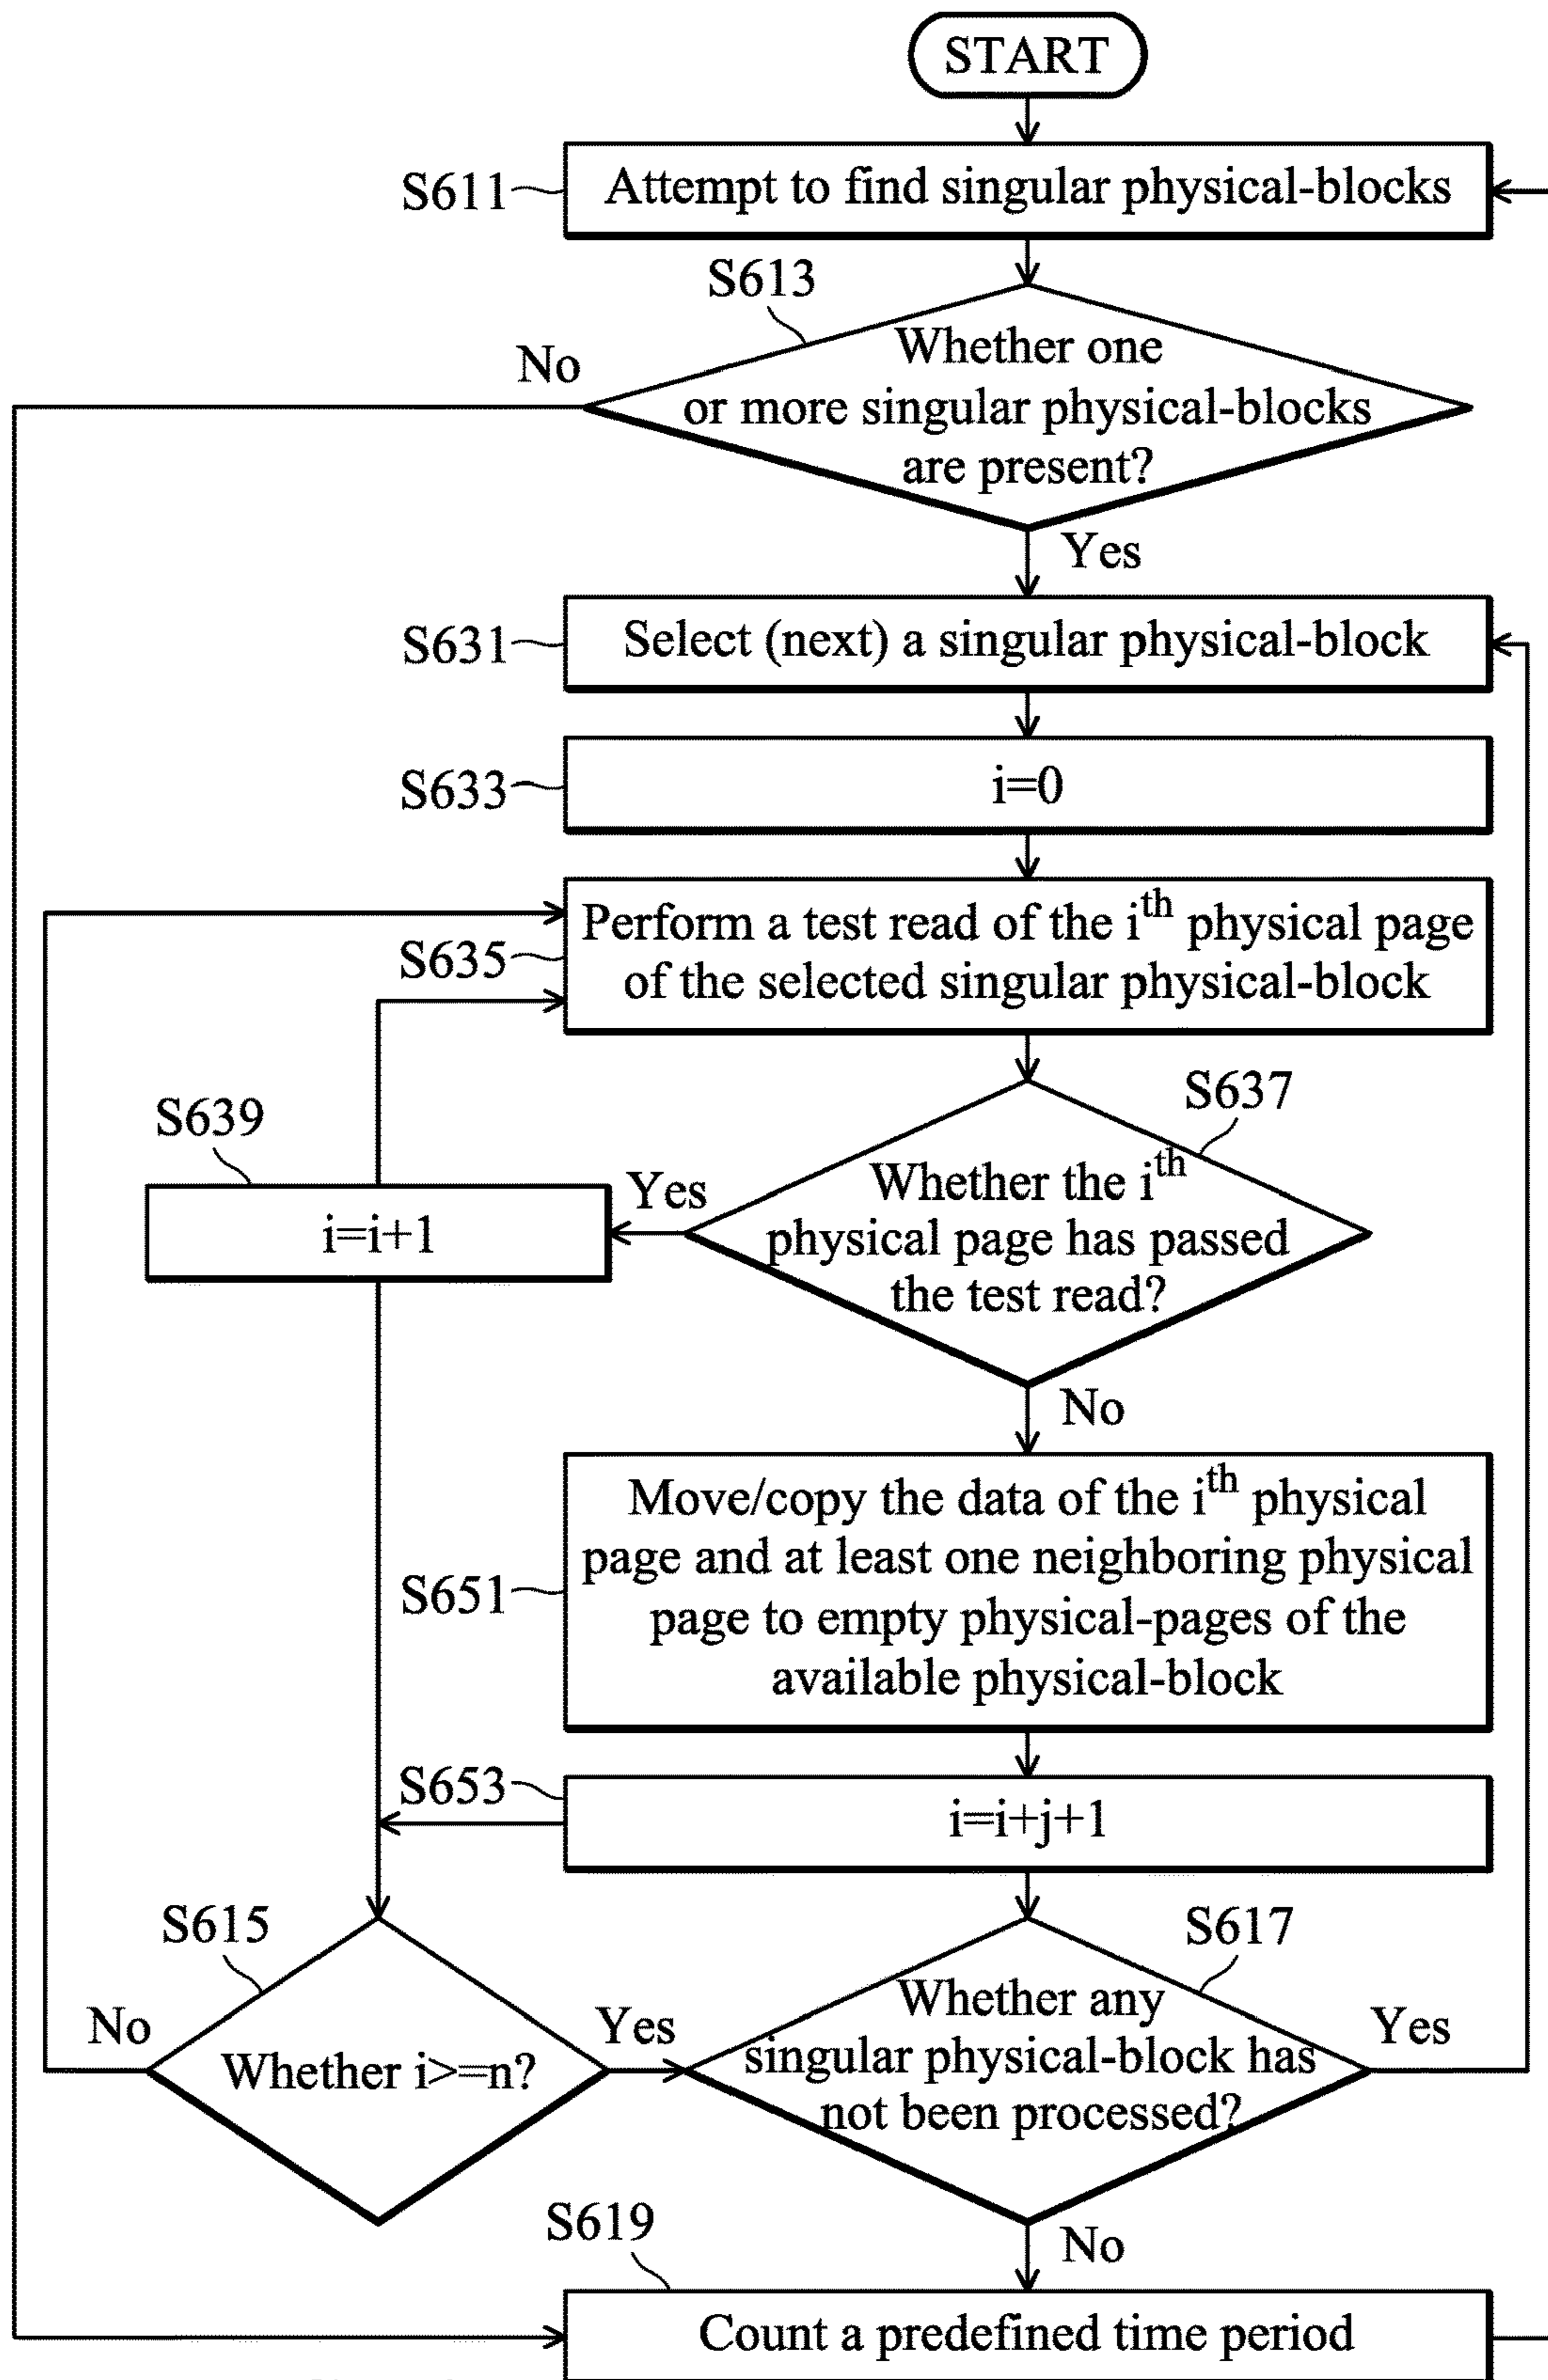 START
S611
Attempt to find singular physical-blocks
S613
No
Whether one
or more singular physical-blocks
are present?
Yes
S631
Select (next) a singular physical-block
S633
i=0
S635
Perform a test read of the ith physical page
of the selected singular physical-block
S637
S639
Yes
i=i+1
Whether the ith
physical page has passed
the test read?
No
S651
Move/copy the data of the ith physical
page and at least one neighboring physical
page to empty physical-pages of the
available physical-block
S653
i=i+j+1
S615
S617
No
Whether i>=n?
Yes
Whether any
singular physical-block has
not been processed?
Yes
S619
No
Count a predefined time period